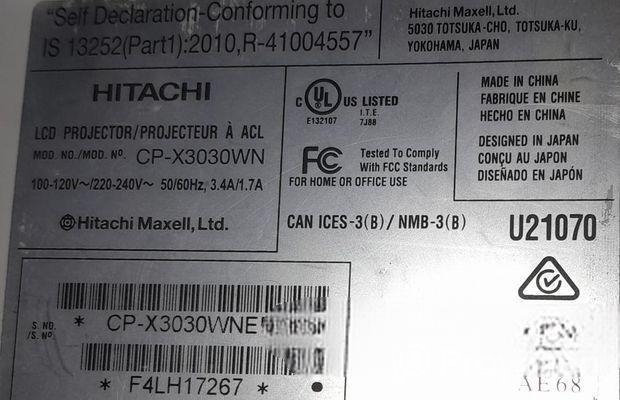 "Self Declaration-Conforming to
IS 13252(Part1):2010,R-41004557"
Hitachi Maxell, Ltd.
5030 TOTSUKA-CHO, TOTSUKA-KU,
YOKOHAMA, JAPAN
HITACHI
LCD PROJECTOR/PROJECTEUR À ACL
MOD. NO./MOD. Nº. CP-X3030WN
100-120V~/220-240V~ 50/60Hz, 3.4A/1.7A
Hitachi Maxell, Ltd.
C UL US LISTED
I.T.E.
E132107 7J88
FC Tested To Comply
With FCC Standards
FOR HOME OR OFFICE USE
MADE IN CHINA
FABRIQUE EN CHINE
HECHO EN CHINA
DESIGNED IN JAPAN
CONÇU AU JAPON
DISEÑADO EN JAPÓN
CAN ICES-3(B)/ NMB-3(B)
U21070
S. NO.
/S. Nº
* CP-X3030WNE
* F4LH17267 *
AE68